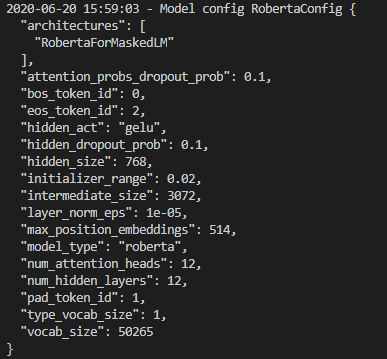 2020-06-20 15:59:03 - Model config RobertaConfig {
  "architectures": [
    "RobertaForMaskedLM"
  ],
  "attention_probs_dropout_prob": 0.1,
  "bos_token_id": 0,
  "eos_token_id": 2,
  "hidden_act": "gelu",
  "hidden_dropout_prob": 0.1,
  "hidden_size": 768,
  "initializer_range": 0.02,
  "intermediate_size": 3072,
  "layer_norm_eps": 1e-05,
  "max_position_embeddings": 514,
  "model_type": "roberta",
  "num_attention_heads": 12,
  "num_hidden_layers": 12,
  "pad_token_id": 1,
  "type_vocab_size": 1,
  "vocab_size": 50265
}